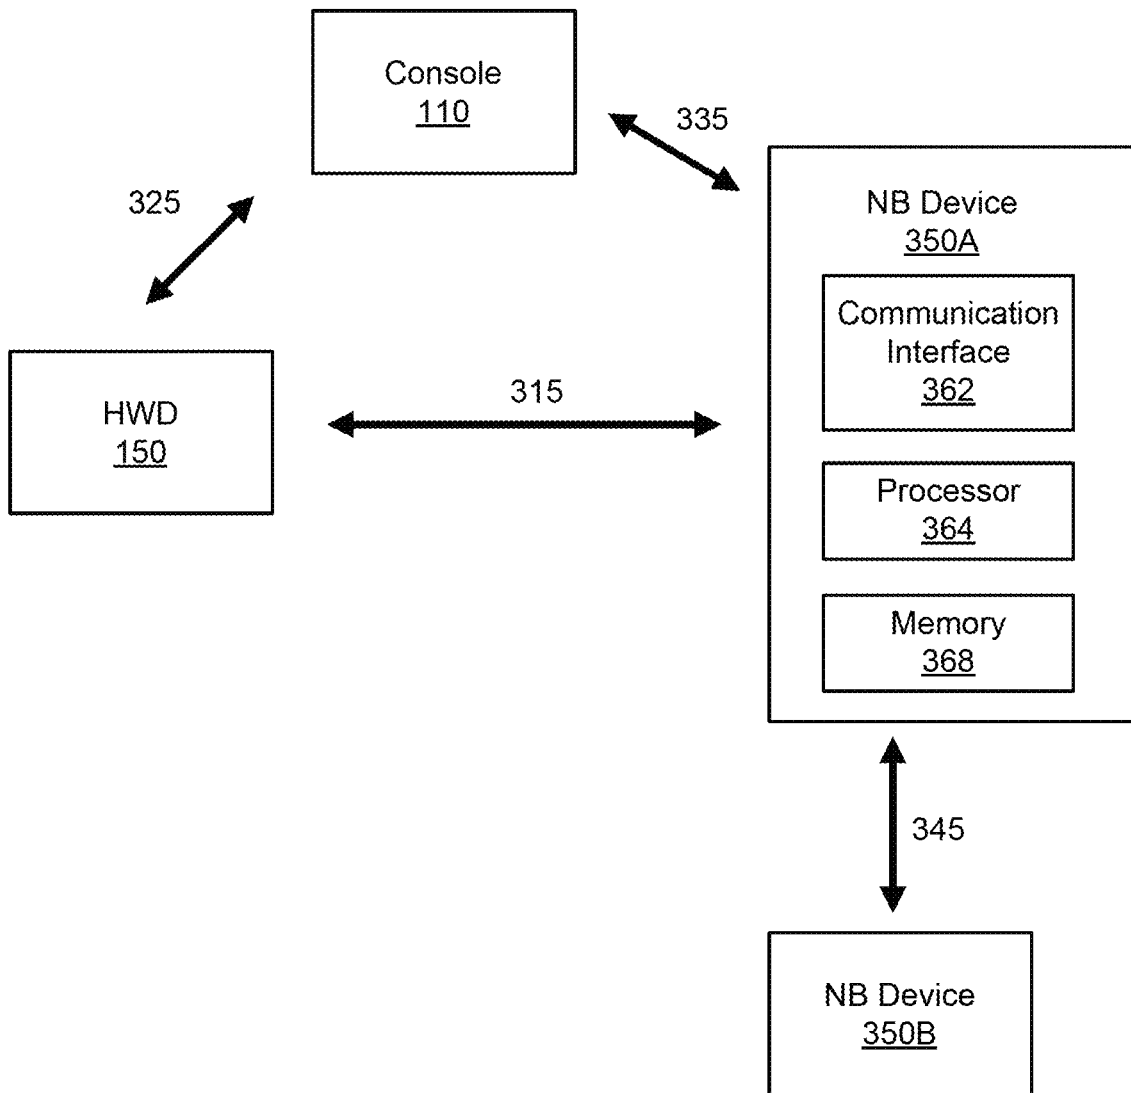 Console
110
335
325
NB Device
350A
Communication
Interface
362
315
HWD
150
Processor
364
Memory
368
345
NB Device
350B